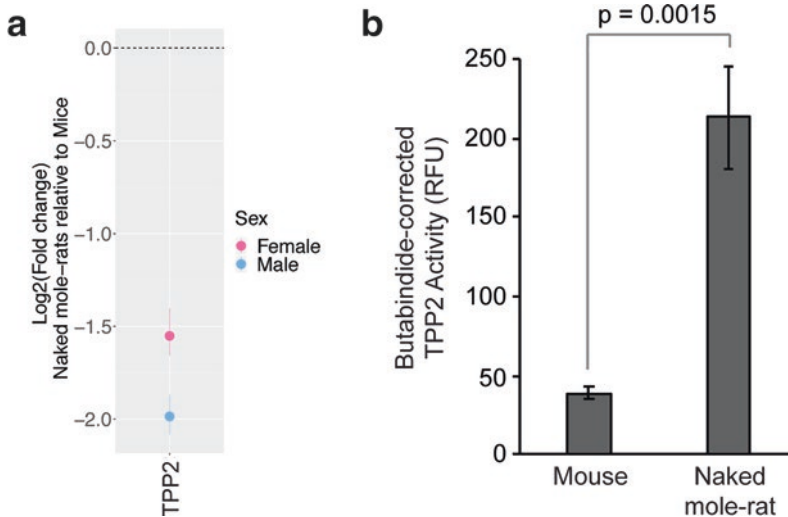 a
Log2(Fold change)
Naked mole-rats relative to Mice
0.0
−0.5
−1.0
−1.5
−2.0
TPP2
Sex
Female
Male
b
p = 0.0015
Butabindide-corrected
TPP2 Activity (RFU)
250
200
150
100
50
0
Mouse
Naked
mole-rat